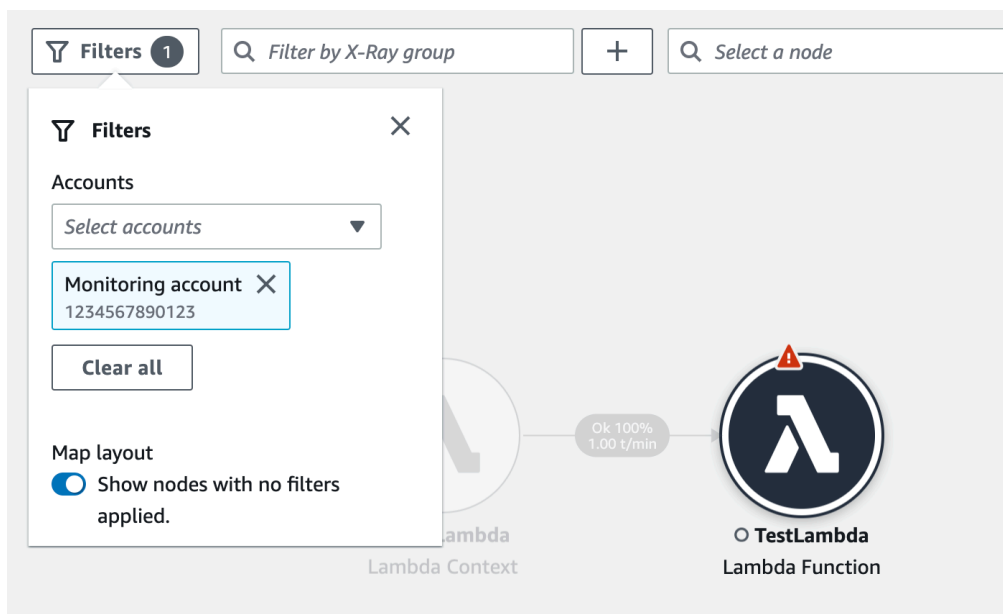 Filters 1
Filter by X-Ray group
Select a node
Filters
Accounts
Select accounts
Monitoring account
1234567890123
Clear all
Map layout
Show nodes with no filters
applied.
Ok 100%
1.00 t/min
Lambda Context
TestLambda
Lambda Function